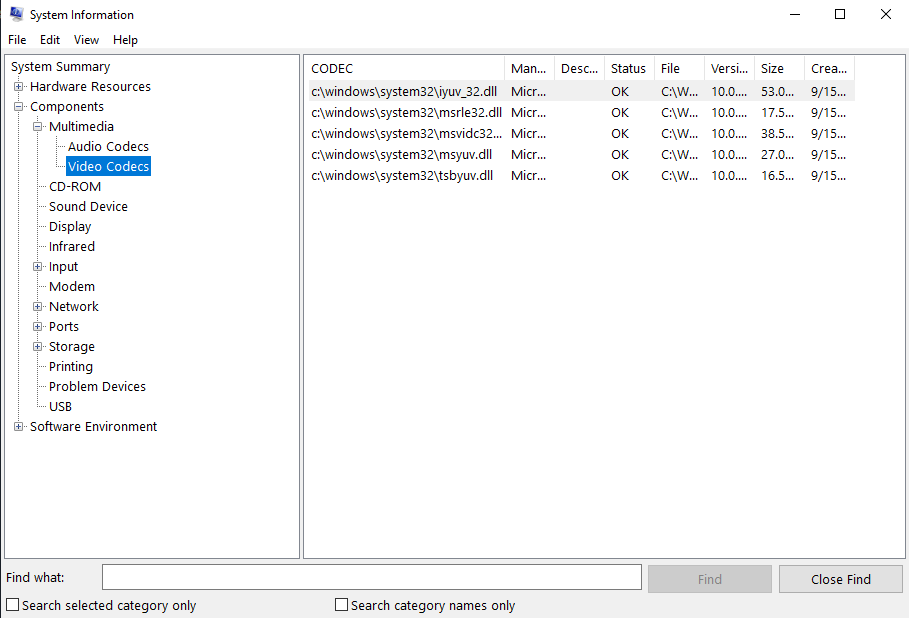 System Information
File Edit View Help
System Summary
Hardware Resources
Components
Multimedia
Audio Codecs
Video Codecs
CD-ROM
Sound Device
Display
Infrared
Input
Modem
Network
Ports
Storage
Printing
Problem Devices
USB
Software Environment
CODEC Man... Desc... Status File Versi... Size Crea...
c:\windows\system32\iyuv_32.dll Micr... OK C:\W... 10.0.... 53.0... 9/15...
c:\windows\system32\msrle32.dll Micr... OK C:\W... 10.0.... 17.5... 9/15...
c:\windows\system32\msvidc32... Micr... OK C:\W... 10.0.... 38.5... 9/15...
c:\windows\system32\msyuv.dll Micr... OK C:\W... 10.0.... 27.0... 9/15...
c:\windows\system32\tsbyuv.dll Micr... OK C:\W... 10.0.... 16.5... 9/15...
Find what: Find Close Find
Search selected category only Search category names only